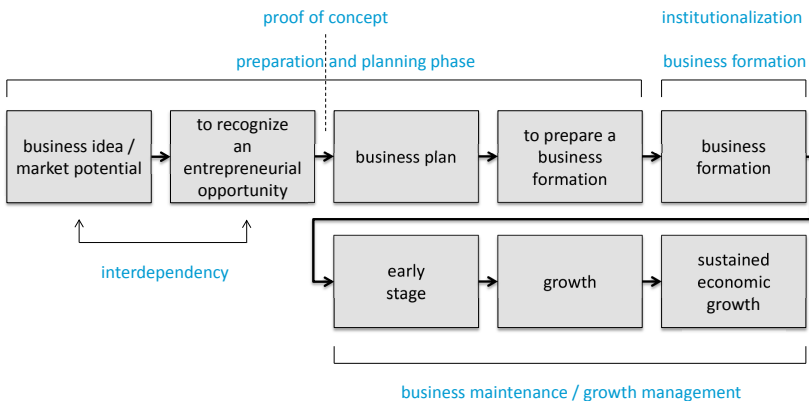 proof of concept
institutionalization
preparation and planning phase
business formation
business idea /
market potential
to recognize
an
entrepreneurial
opportunity
business plan
to prepare a
business
formation
business
formation
interdependency
early
stage
growth
sustained
economic
growth
business maintenance / growth management